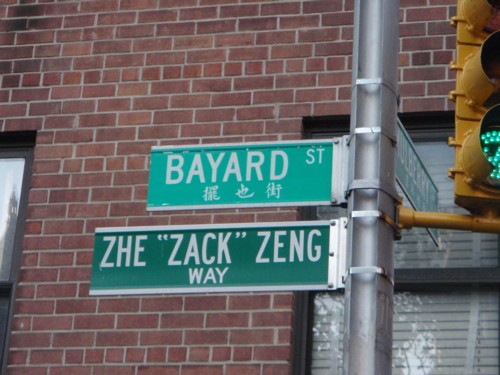 BAYARD ST
擺也街
ZHE "ZACK" ZENG
WAY